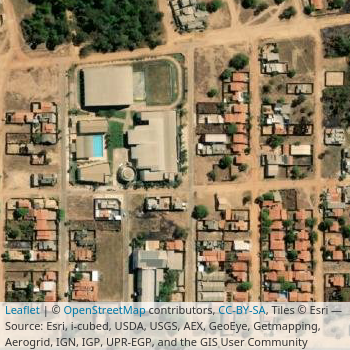 Leaflet | © OpenStreetMap contributors, CC-BY-SA, Tiles © Esri —
Source: Esri, i-cubed, USDA, USGS, AEX, GeoEye, Getmapping,
Aerogrid, IGN, IGP, UPR-EGP, and the GIS User Community